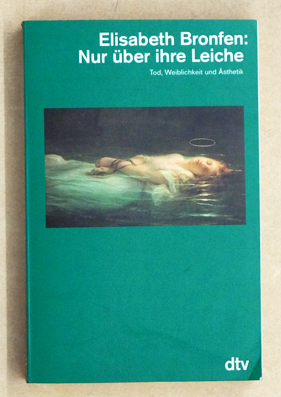 Elisabeth Bronfen:
Nur über ihre Leiche
Tod, Weiblichkeit und Ästhetik
dtv